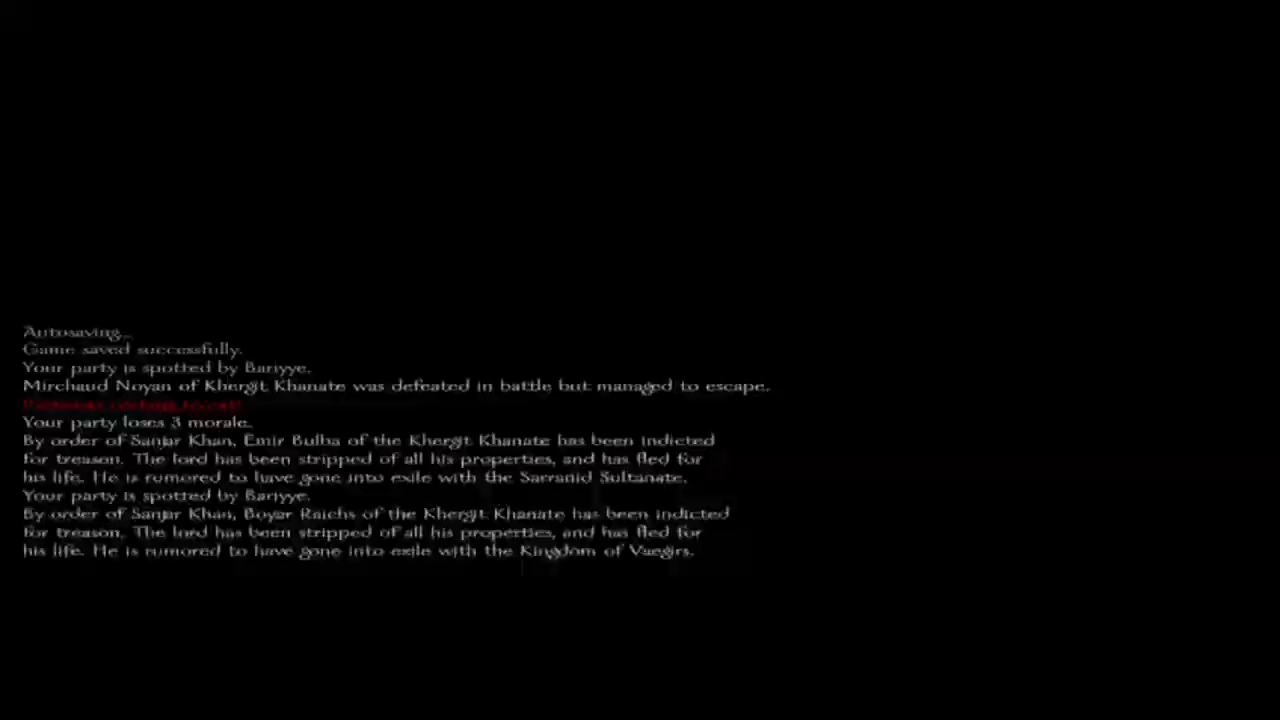 Autosaving...
Game saved successfully.
Your party is spotted by Bariyye.
Mirchaud Noyan of Khergit Khanate was defeated in battle but managed to escape.
Your party loses 3 morale.
By order of Sanjar Khan, Emir Bulba of the Khergit Khanate has been indicted
for treason. The lord has been stripped of all his properties, and has fled for
his life. He is rumored to have gone into exile with the Sarranid Sultanate.
Your party is spotted by Bariyye.
By order of Sanjar Khan, Boyar Raichs of the Khergit Khanate has been indicted
for treason. The lord has been stripped of all his properties, and has fled for
his life. He is rumored to have gone into exile with the Kingdom of Vaegirs.